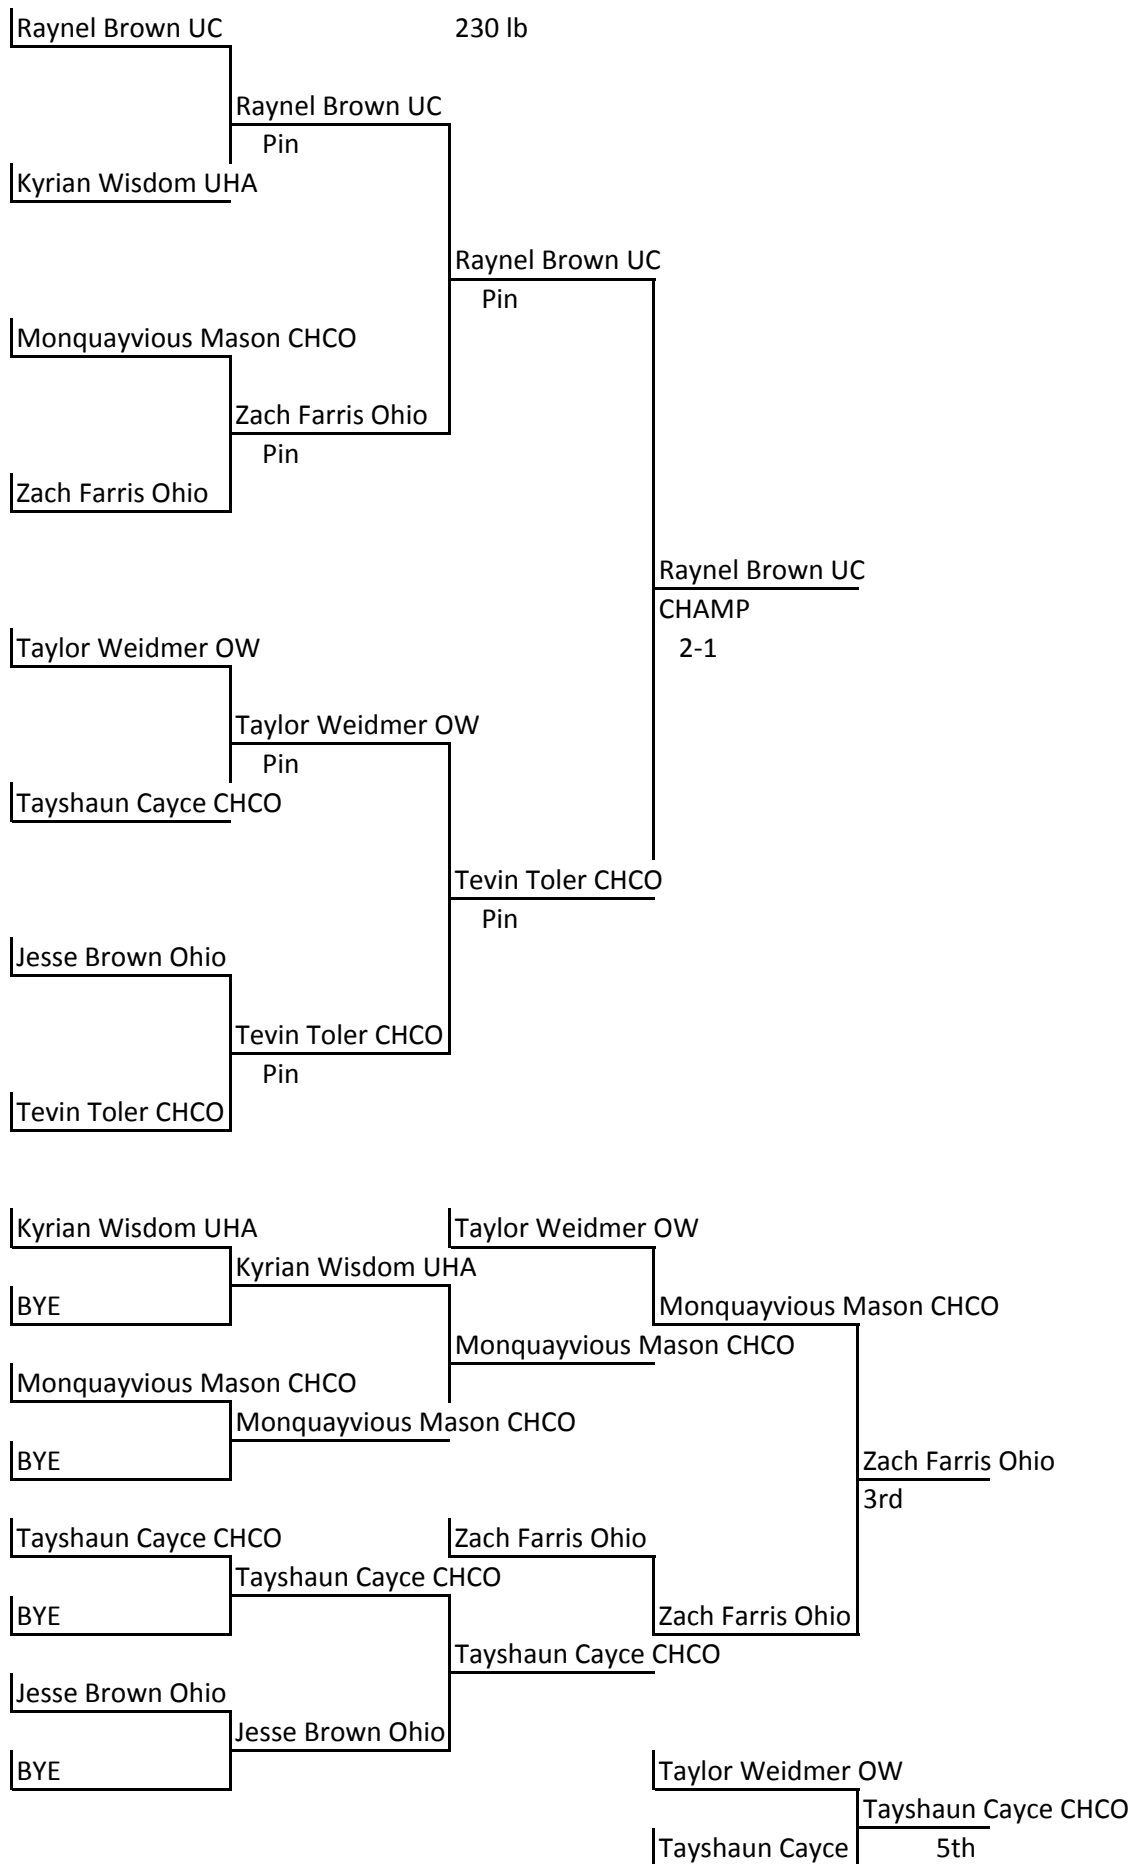 Raynel Brown UC 230 lb
Raynel Brown UC
Pin
Kyrian Wisdom UHA
Raynel Brown UC
Pin
Monquayvious Mason CHCO
Zach Farris Ohio
Pin
Zach Farris Ohio
Raynel Brown UC
CHAMP
Taylor Weidmer OW 2-1
Taylor Weidmer OW
Pin
Tayshaun Cayce CHCO
Tevin Toler CHCO
Pin
Jesse Brown Ohio
Tevin Toler CHCO
Pin
Tevin Toler CHCO
Kyrian Wisdom UHA Taylor Weidmer OW
Kyrian Wisdom UHA
BYE Monquayvious Mason CHCO
Monquayvious Mason CHCO
Monquayvious Mason CHCO
Monquayvious Mason CHCO
BYE Zach Farris Ohio
3rd
Tayshaun Cayce CHCO Zach Farris Ohio
Tayshaun Cayce CHCO
BYE Zach Farris Ohio
Tayshaun Cayce CHCO
Jesse Brown Ohio
Jesse Brown Ohio
BYE Taylor Weidmer OW
Tayshaun Cayce CHCO
Tayshaun Cayce 5th